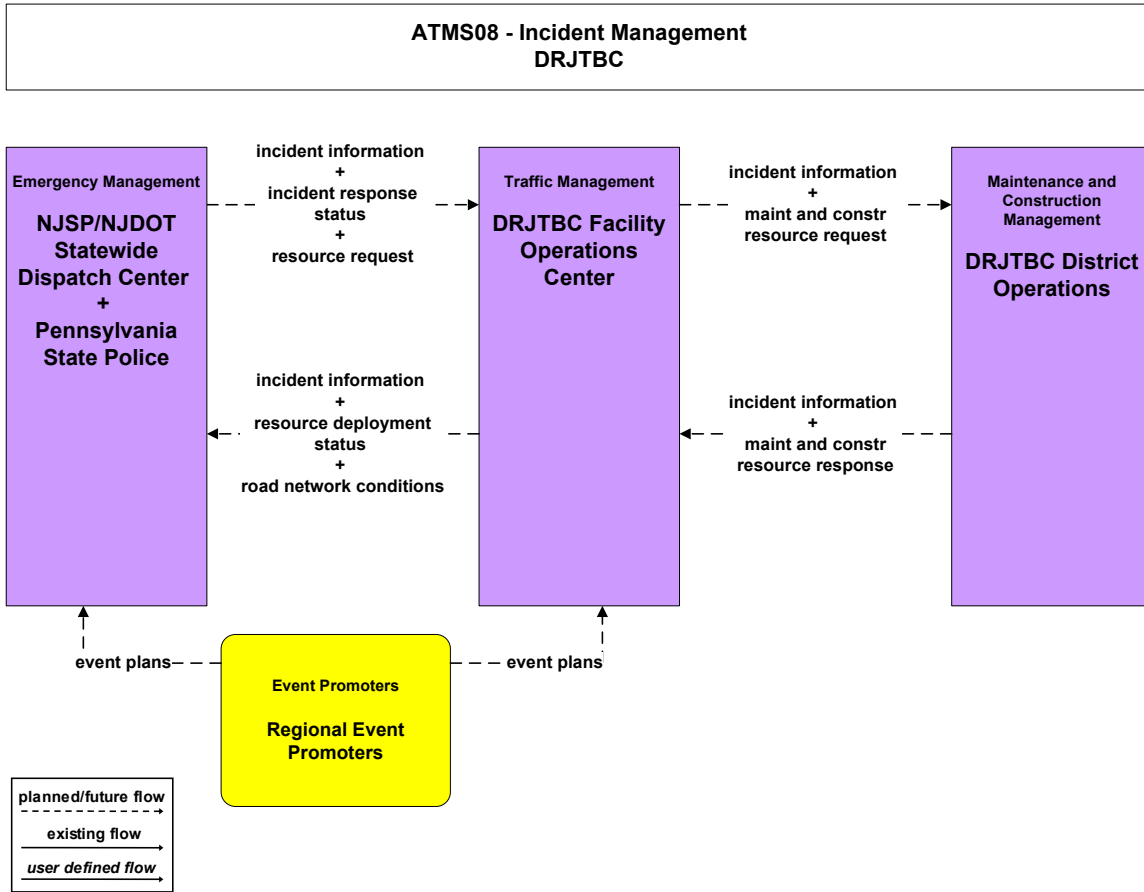 ATMS08 - Incident Management
DRJTBC
Emergency Management
NJSP/NJDOT
Statewide
Dispatch Center
+
Pennsylvania
State Police
incident information
+
incident response
status
+
resource request
Traffic Management
DRJTBC Facility
Operations
Center
incident information
+
maint and constr
resource request
Maintenance and
Construction
Management
DRJTBC District
Operations
incident information
+
resource deployment
status
+
road network conditions
incident information
+
maint and constr
resource response
event plans
event plans
Event Promoters
Regional Event
Promoters
planned/future flow
existing flow
user defined flow